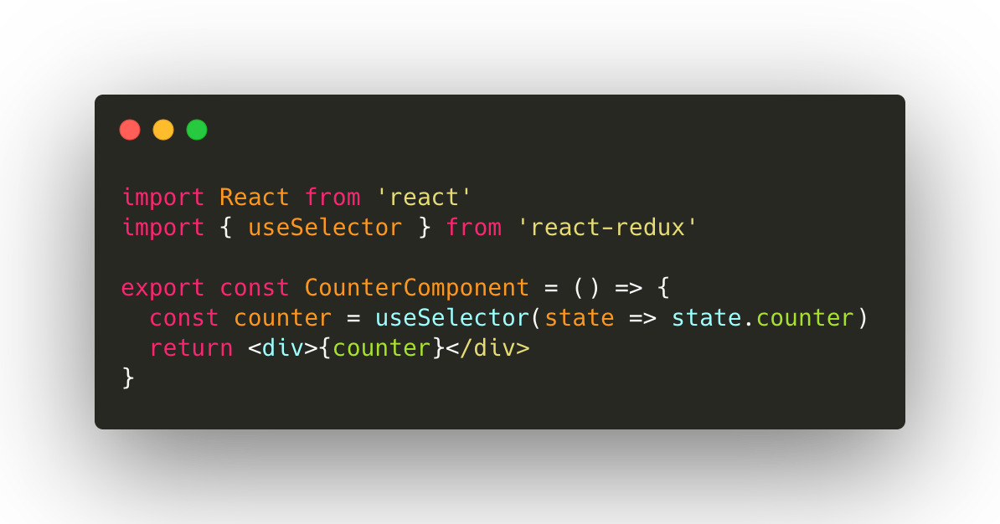 import React from 'react'
import { useSelector } from 'react-redux'

export const CounterComponent = () => {
  const counter = useSelector(state => state.counter)
  return <div>{counter}</div>
}